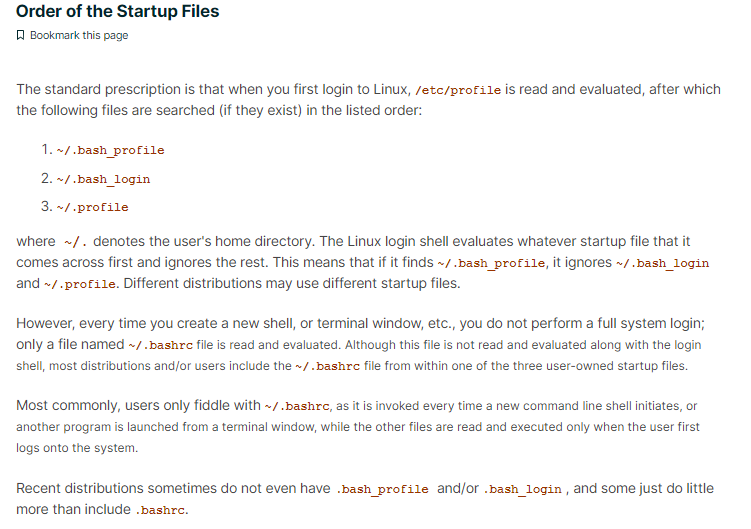 Order of the Startup Files
Bookmark this page
The standard prescription is that when you first login to Linux, /etc/profile is read and evaluated, after which
the following files are searched (if they exist) in the listed order:
1. ~/.bash_profile
2. ~/.bash_login
3. ~/.profile
where ~/. denotes the user's home directory. The Linux login shell evaluates whatever startup file that it
comes across first and ignores the rest. This means that if it finds ~/.bash_profile, it ignores ~/.bash_login
and ~/.profile. Different distributions may use different startup files.
However, every time you create a new shell, or terminal window, etc., you do not perform a full system login;
only a file named ~/.bashrc file is read and evaluated. Although this file is not read and evaluated along with the login
shell, most distributions and/or users include the ~/.bashrc file from within one of the three user-owned startup files.
Most commonly, users only fiddle with ~/.bashrc, as it is invoked every time a new command line shell initiates, or
another program is launched from a terminal window, while the other files are read and executed only when the user first
logs onto the system.
Recent distributions sometimes do not even have .bash_profile and/or .bash_login , and some just do little
more than include .bashrc.